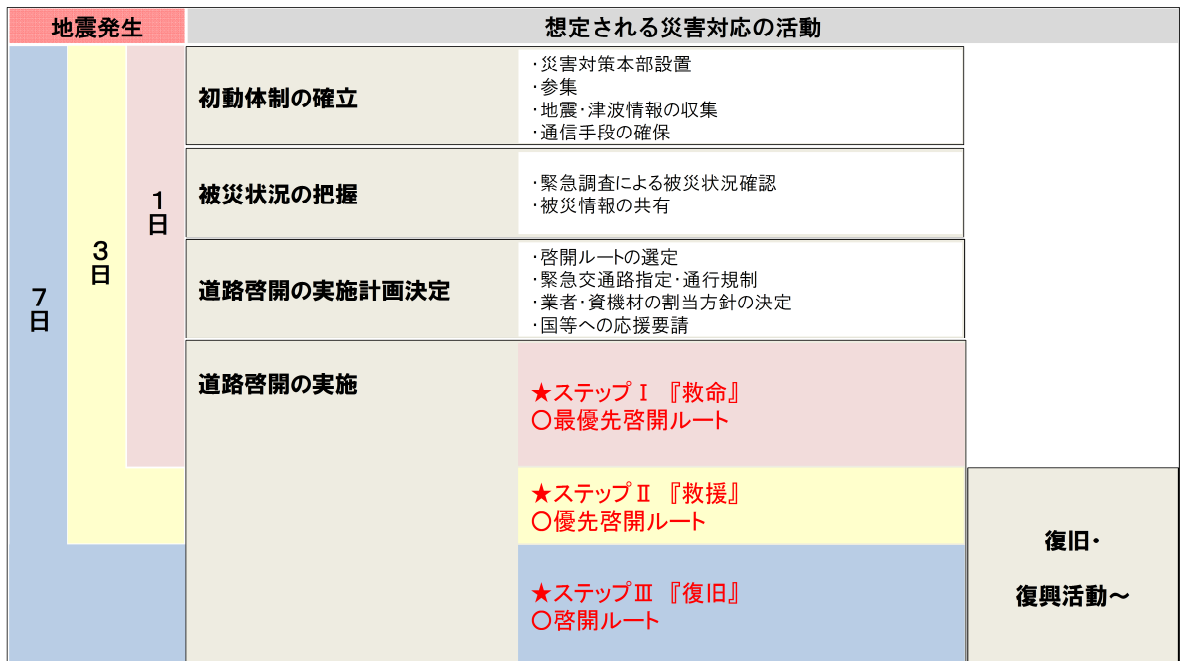 地震発生
想定される災害対応の活動
7日
3日
1日
初動体制の確立
・災害対策本部設置
・参集
・地震・津波情報の収集
・通信手段の確保
被災状況の把握
・緊急調査による被災状況確認
・被災情報の共有
道路啓開の実施計画決定
・啓開ルートの選定
・緊急交通路指定・通行規制
・業者・資機材の割当方針の決定
・国等への応援要請
道路啓開の実施
★ステップⅠ 『救命』
〇最優先啓開ルート
★ステップⅡ 『救援』
〇優先啓開ルート
★ステップⅢ 『復旧』
〇啓開ルート
復旧・
復興活動～